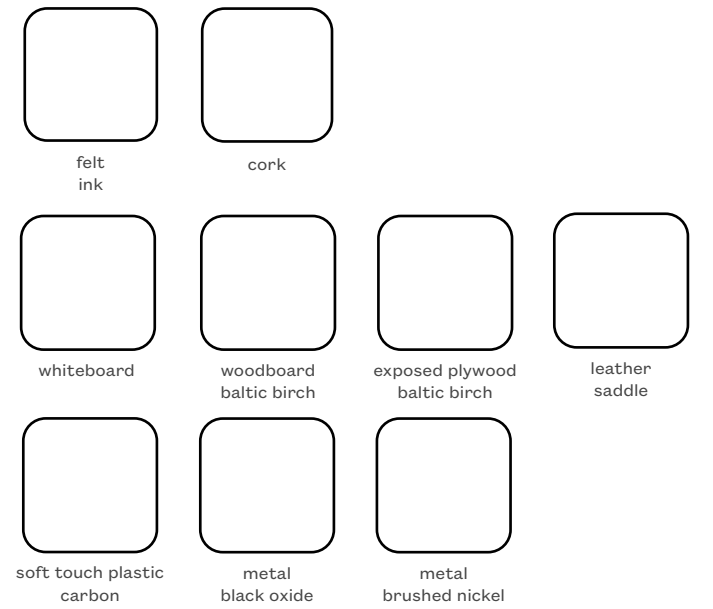 felt
ink
cork
whiteboard
woodboard
baltic birch
exposed plywood
baltic birch
leather
saddle
soft touch plastic
carbon
metal
black oxide
metal
brushed nickel